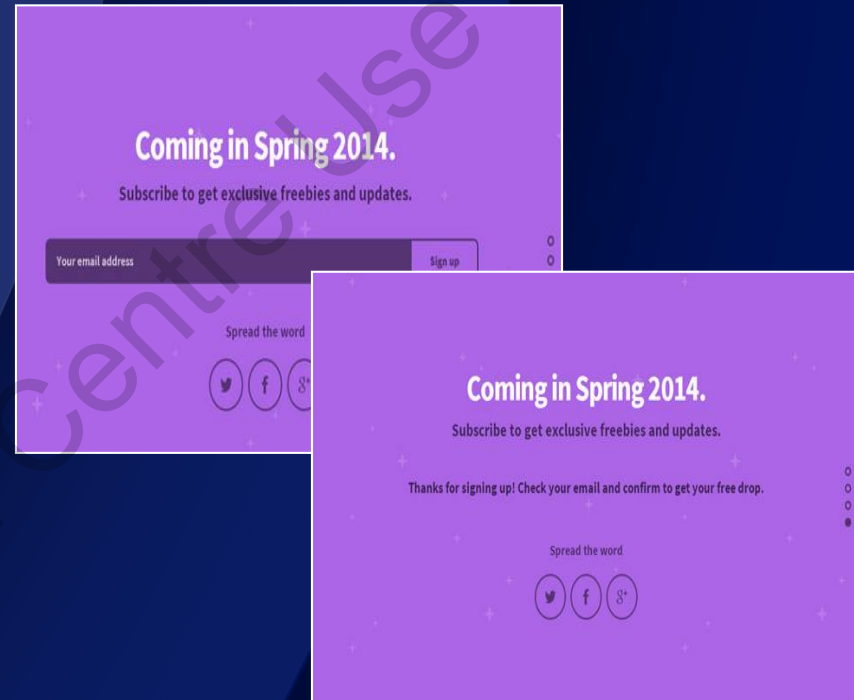 Coming in Spring 2014.
Subscribe to get exclusive freebies and updates.
Your email address
Sign up
Spread the word
Coming in Spring 2014.
Subscribe to get exclusive freebies and updates.
Thanks for signing up! Check your email and confirm to get your free drop.
Spread the word
Centre Use